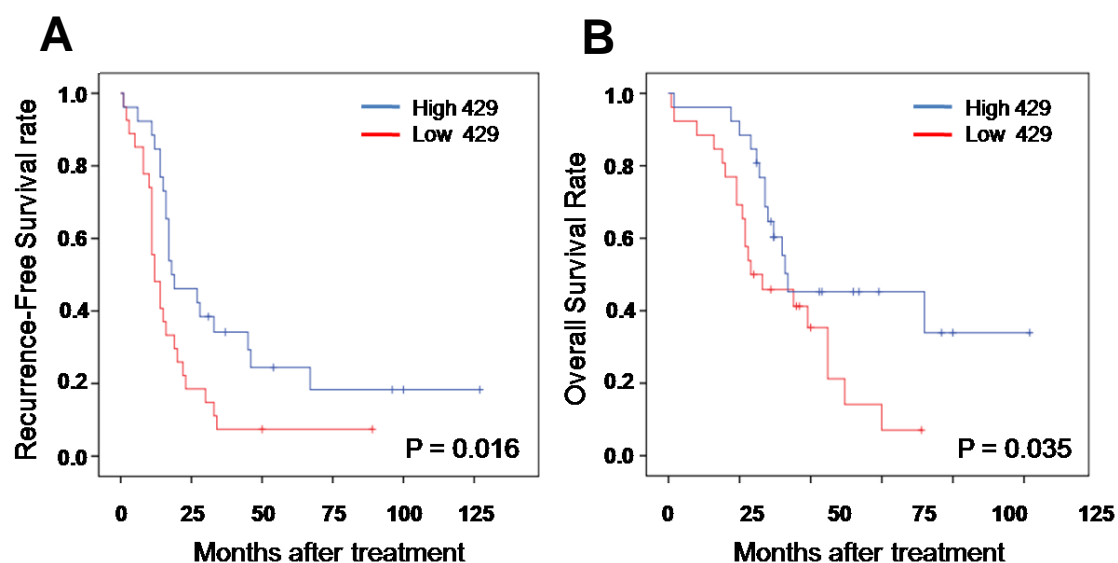 A
Recurrence-Free Survival rate
1.0
0.8
0.6
0.4
0.2
0.0
High 429
Low 429
P = 0.016
0 25 50 75 100 125
Months after treatment
B
Overall Survival Rate
1.0
0.8
0.6
0.4
0.2
0.0
High 429
Low 429
P = 0.035
0 25 50 75 100 125
Months after treatment